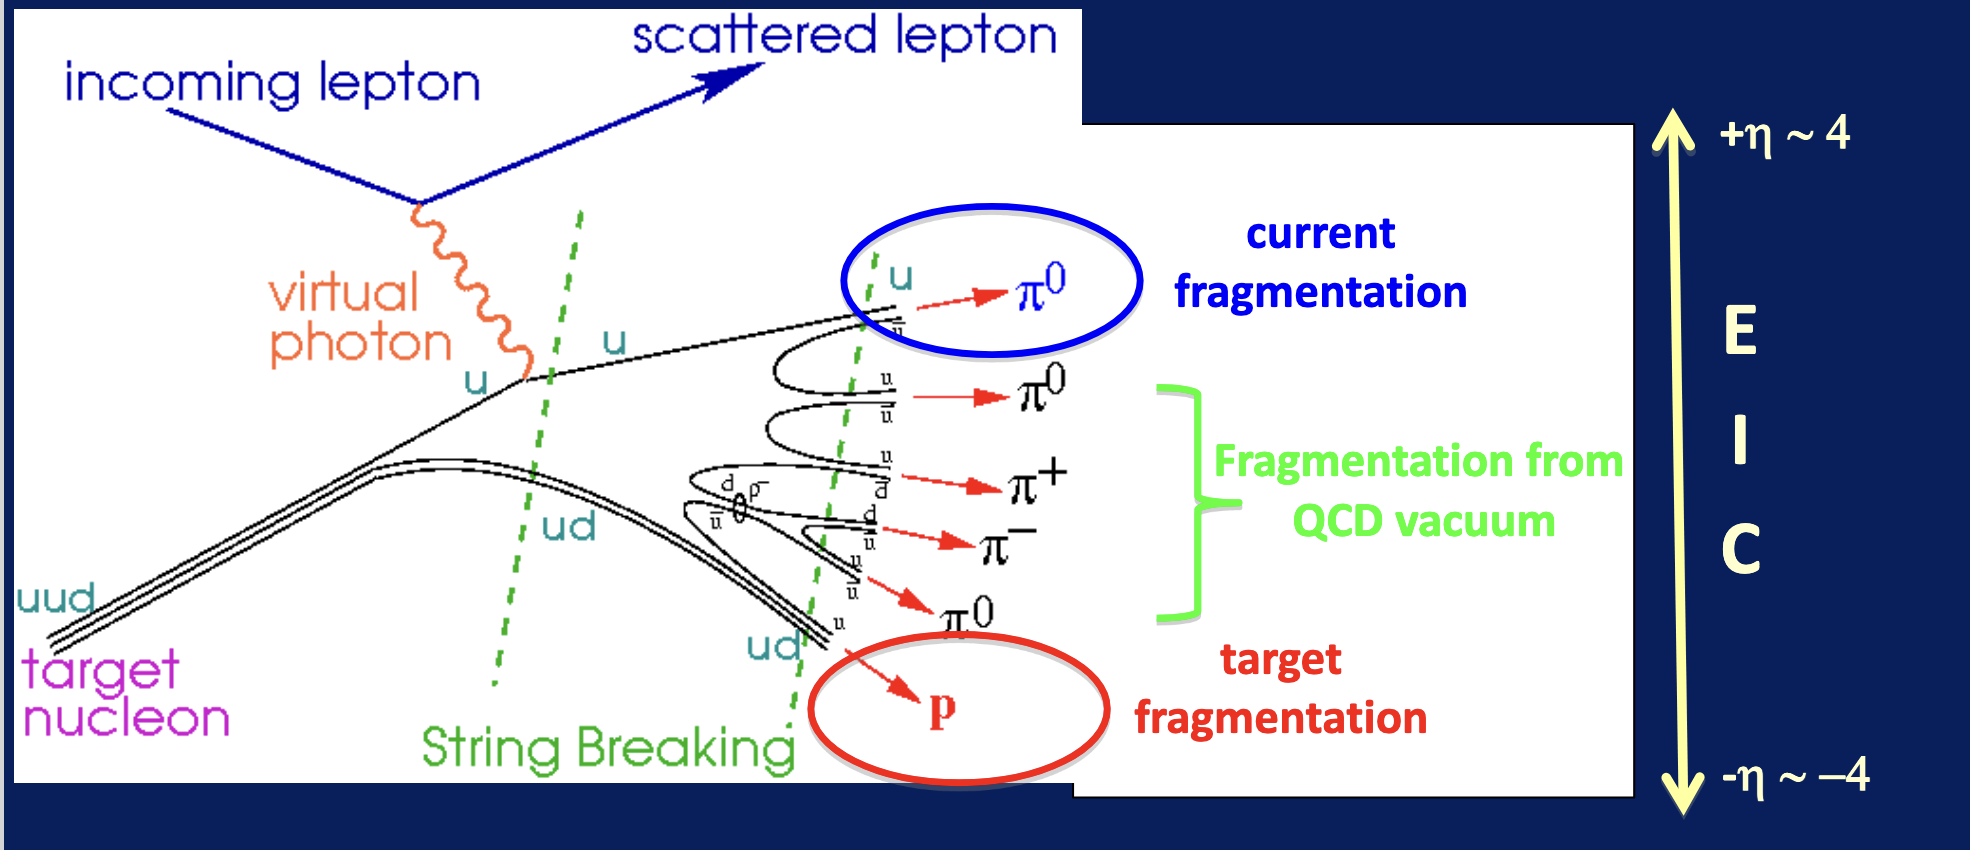 scattered lepton
incoming lepton
+η ~ 4
current
fragmentation
virtual
photon
u
π⁰
u
u
ū
u
ū
π⁰
E
I
C
u
d̄
π⁺
Fragmentation from
QCD vacuum
d
ρ⁻
ū
d
ū
π⁻
ud
u
ū
π⁰
uud
target
nucleon
u
ud
p
target
fragmentation
String Breaking
-η ~ –4